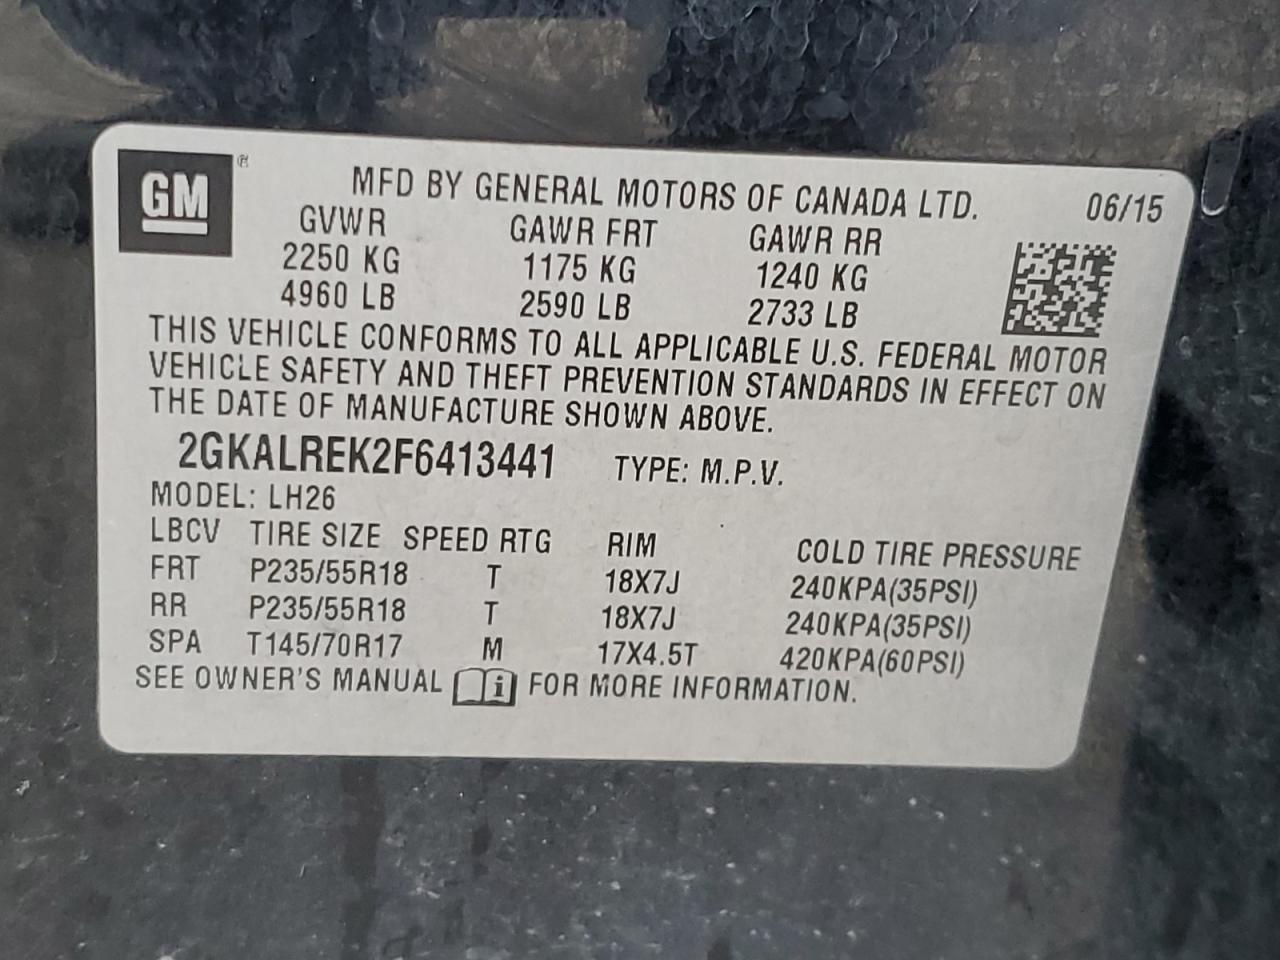 GM ®
MFD BY GENERAL MOTORS OF CANADA LTD. 06/15
GVWR GAWR FRT GAWR RR
2250 KG 1175 KG 1240 KG
4960 LB 2590 LB 2733 LB
THIS VEHICLE CONFORMS TO ALL APPLICABLE U.S. FEDERAL MOTOR
VEHICLE SAFETY AND THEFT PREVENTION STANDARDS IN EFFECT ON
THE DATE OF MANUFACTURE SHOWN ABOVE.
2GKALREK2F6413441 TYPE: M.P.V.
MODEL: LH26
LBCV TIRE SIZE SPEED RTG RIM COLD TIRE PRESSURE
FRT P235/55R18 T 18X7J 240KPA(35PSI)
RR P235/55R18 T 18X7J 240KPA(35PSI)
SPA T145/70R17 M 17X4.5T 420KPA(60PSI)
SEE OWNER'S MANUAL i FOR MORE INFORMATION.